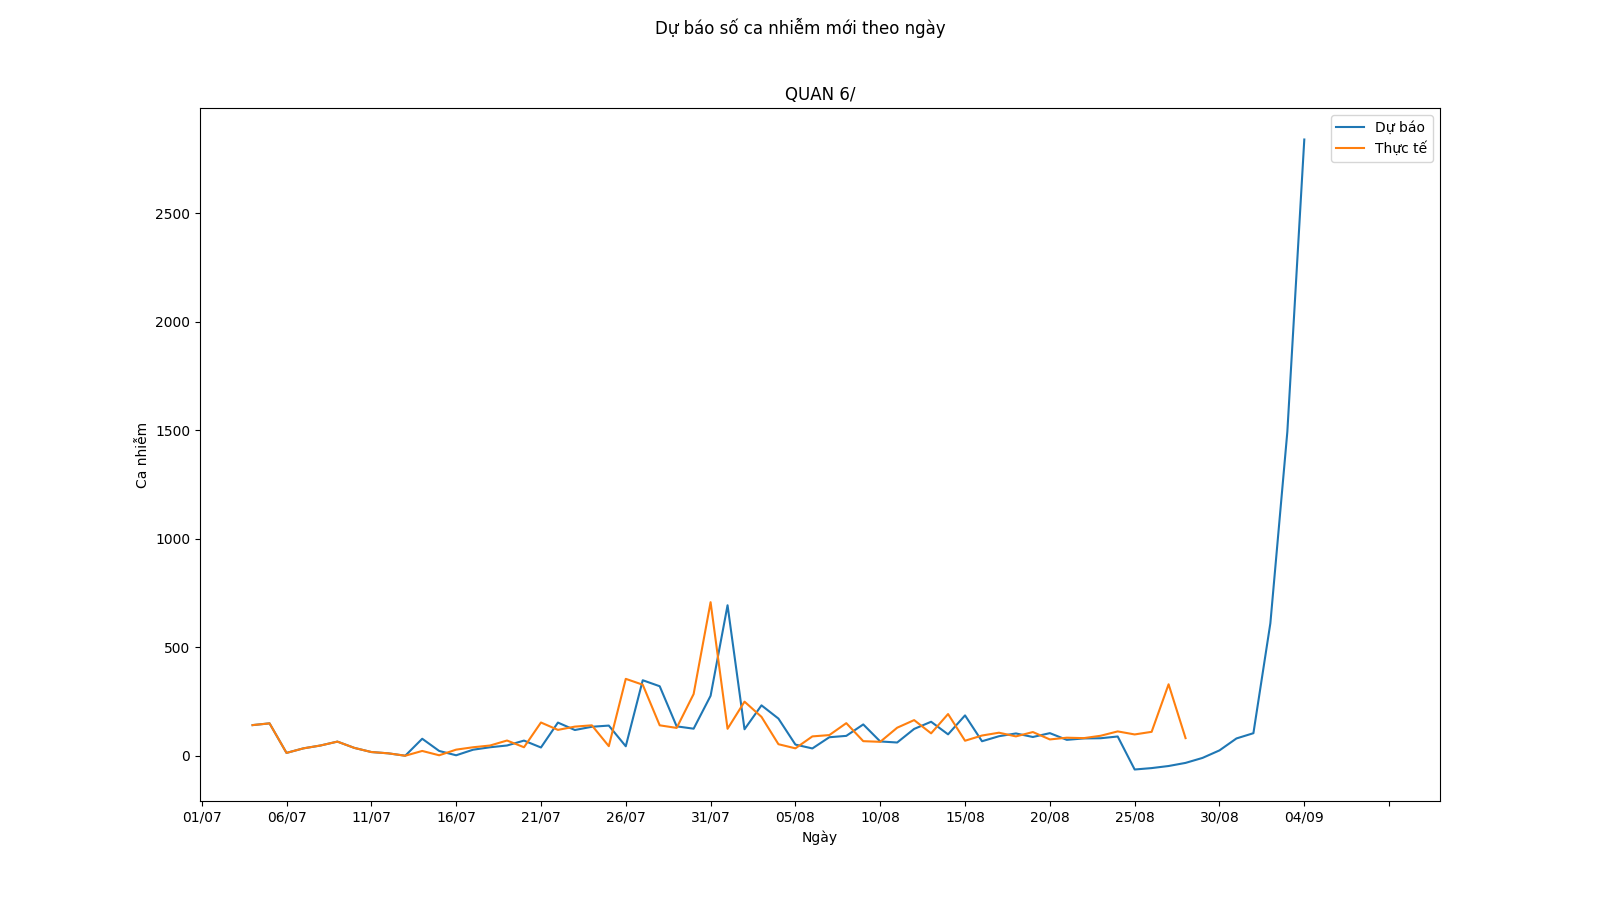 Dự báo số ca nhiễm mới theo ngày
QUAN 6/
Dự báo
Thực tế
2500
2000
1500
1000
500
0
Ca nhiễm
01/07 06/07 11/07 16/07 21/07 26/07 31/07 05/08 10/08 15/08 20/08 25/08 30/08 04/09
Ngày